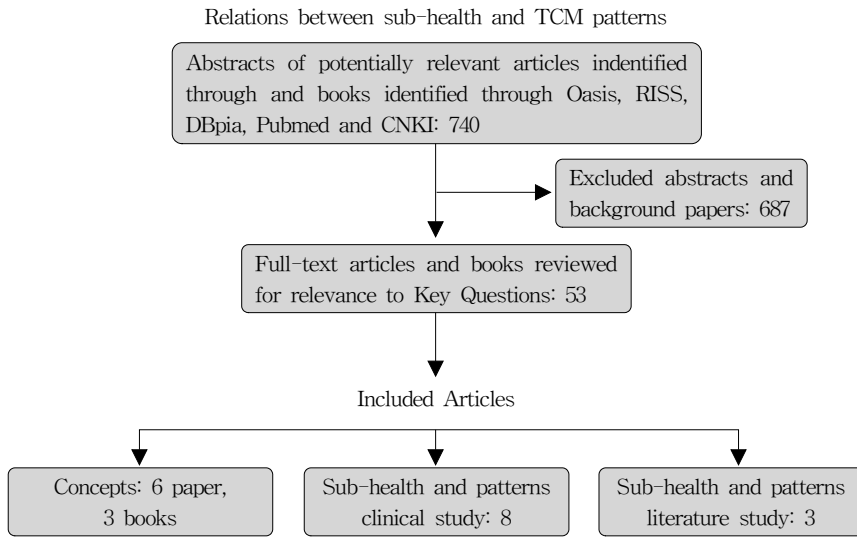 Relations between sub-health and TCM patterns
Abstracts of potentially relevant articles indentified
through and books identified through Oasis, RISS,
DBpia, Pubmed and CNKI: 740
Excluded abstracts and
background papers: 687
Full-text articles and books reviewed
for relevance to Key Questions: 53
Included Articles
Concepts: 6 paper,
3 books
Sub-health and patterns
clinical study: 8
Sub-health and patterns
literature study: 3